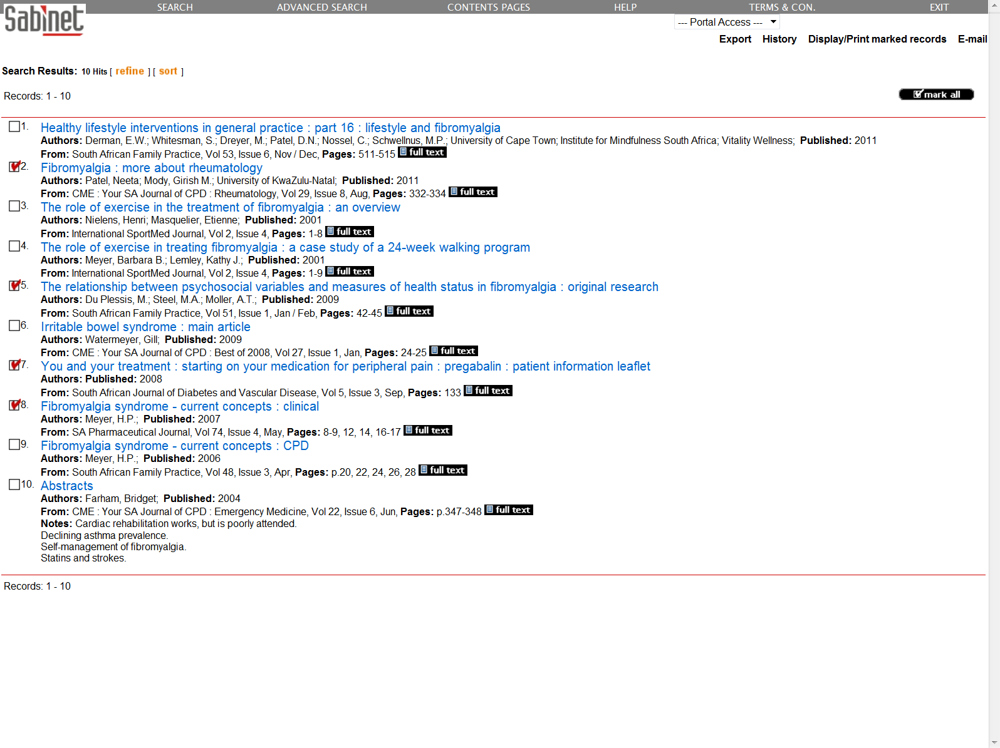 Sabinet
SEARCH ADVANCED SEARCH CONTENTS PAGES HELP TERMS & CON. EXIT
--- Portal Access ---
Export History Display/Print marked records E-mail
Search Results: 10 Hits [ refine ] [ sort ]
Records: 1 - 10
mark all
1. Healthy lifestyle interventions in general practice : part 16 : lifestyle and fibromyalgia
Authors: Derman, E.W.; Whitesman, S.; Dreyer, M.; Patel, D.N.; Nossel, C.; Schwellnus, M.P.; University of Cape Town; Institute for Mindfulness South Africa; Vitality Wellness; Published: 2011
From: South African Family Practice, Vol 53, Issue 6, Nov / Dec, Pages: 511-515 full text
2. Fibromyalgia : more about rheumatology
Authors: Patel, Neeta; Mody, Girish M.; University of KwaZulu-Natal; Published: 2011
From: CME : Your SA Journal of CPD : Rheumatology, Vol 29, Issue 8, Aug, Pages: 332-334 full text
3. The role of exercise in the treatment of fibromyalgia : an overview
Authors: Nielens, Henri; Masquelier, Etienne; Published: 2001
From: International SportMed Journal, Vol 2, Issue 4, Pages: 1-8 full text
4. The role of exercise in treating fibromyalgia : a case study of a 24-week walking program
Authors: Meyer, Barbara B.; Lemley, Kathy J.; Published: 2001
From: International SportMed Journal, Vol 2, Issue 4, Pages: 1-9 full text
5. The relationship between psychosocial variables and measures of health status in fibromyalgia : original research
Authors: Du Plessis, M.; Steel, M.A.; Moller, A.T.; Published: 2009
From: South African Family Practice, Vol 51, Issue 1, Jan / Feb, Pages: 42-45 full text
6. Irritable bowel syndrome : main article
Authors: Watermeyer, Gill; Published: 2009
From: CME : Your SA Journal of CPD : Best of 2008, Vol 27, Issue 1, Jan, Pages: 24-25 full text
7. You and your treatment : starting on your medication for peripheral pain : pregabalin : patient information leaflet
Authors: Published: 2008
From: South African Journal of Diabetes and Vascular Disease, Vol 5, Issue 3, Sep, Pages: 133 full text
8. Fibromyalgia syndrome - current concepts : clinical
Authors: Meyer, H.P.; Published: 2007
From: SA Pharmaceutical Journal, Vol 74, Issue 4, May, Pages: 8-9, 12, 14, 16-17 full text
9. Fibromyalgia syndrome - current concepts : CPD
Authors: Meyer, H.P.; Published: 2006
From: South African Family Practice, Vol 48, Issue 3, Apr, Pages: p.20, 22, 24, 26, 28 full text
10. Abstracts
Authors: Farham, Bridget; Published: 2004
From: CME : Your SA Journal of CPD : Emergency Medicine, Vol 22, Issue 6, Jun, Pages: p.347-348 full text
Notes: Cardiac rehabilitation works, but is poorly attended.
Declining asthma prevalence.
Self-management of fibromyalgia.
Statins and strokes.
Records: 1 - 10